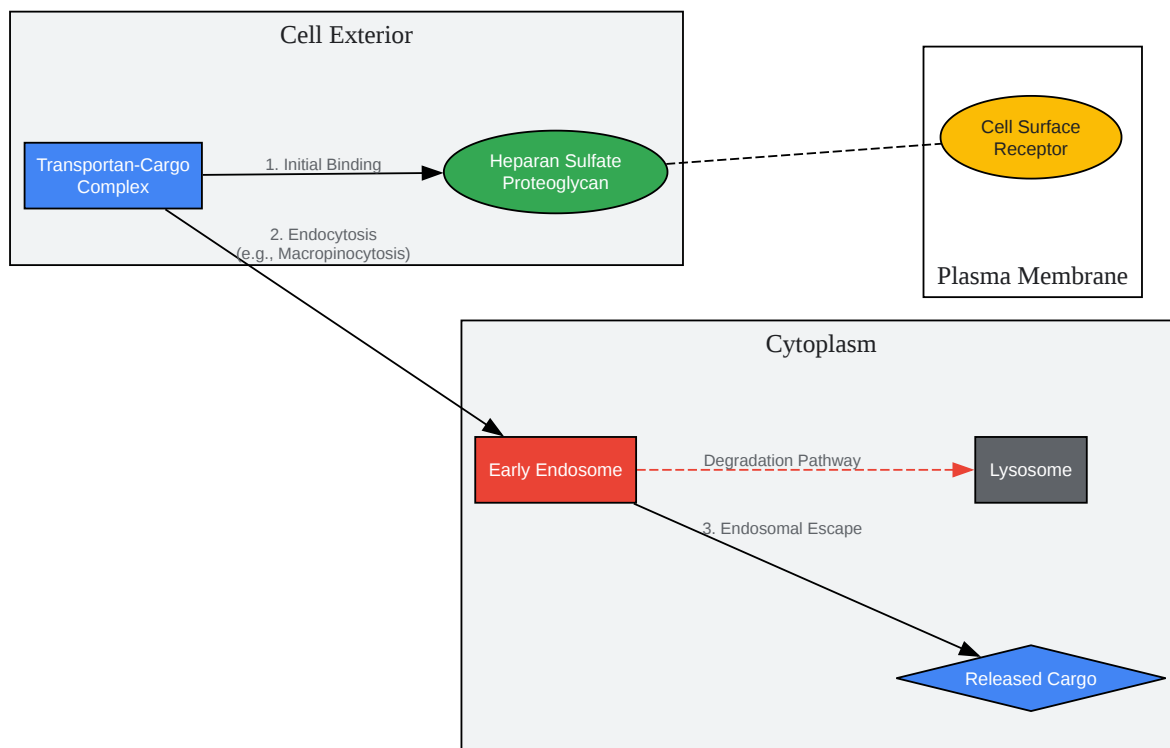 Cell Exterior
Transportan-Cargo
Complex
1. Initial Binding
Heparan Sulfate
Proteoglycan
Cell Surface
Receptor
2. Endocytosis
(e.g., Macropinocytosis)
Plasma Membrane
Cytoplasm
Early Endosome
Degradation Pathway
Lysosome
3. Endosomal Escape
Released Cargo